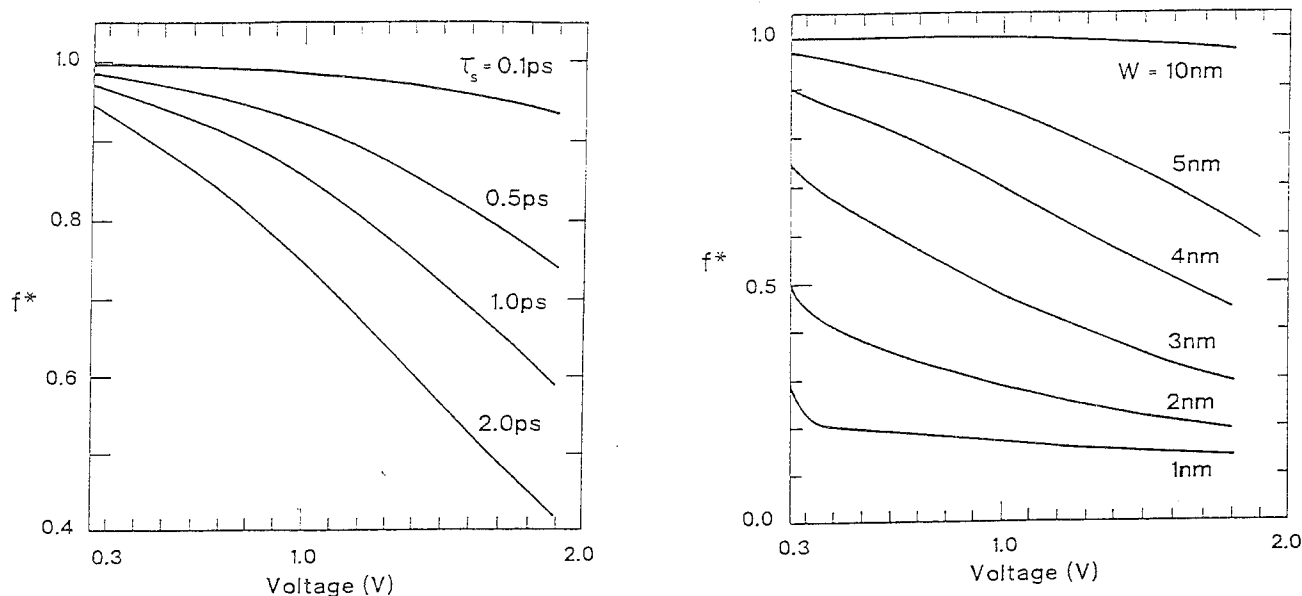 1.0
0.8
0.6
0.4
f*
τs = 0.1ps
0.5ps
1.0ps
2.0ps
0.3
1.0
2.0
Voltage (V)
1.0
0.5
0.0
f*
W = 10nm
5nm
4nm
3nm
2nm
1nm
0.3
1.0
2.0
Voltage (V)